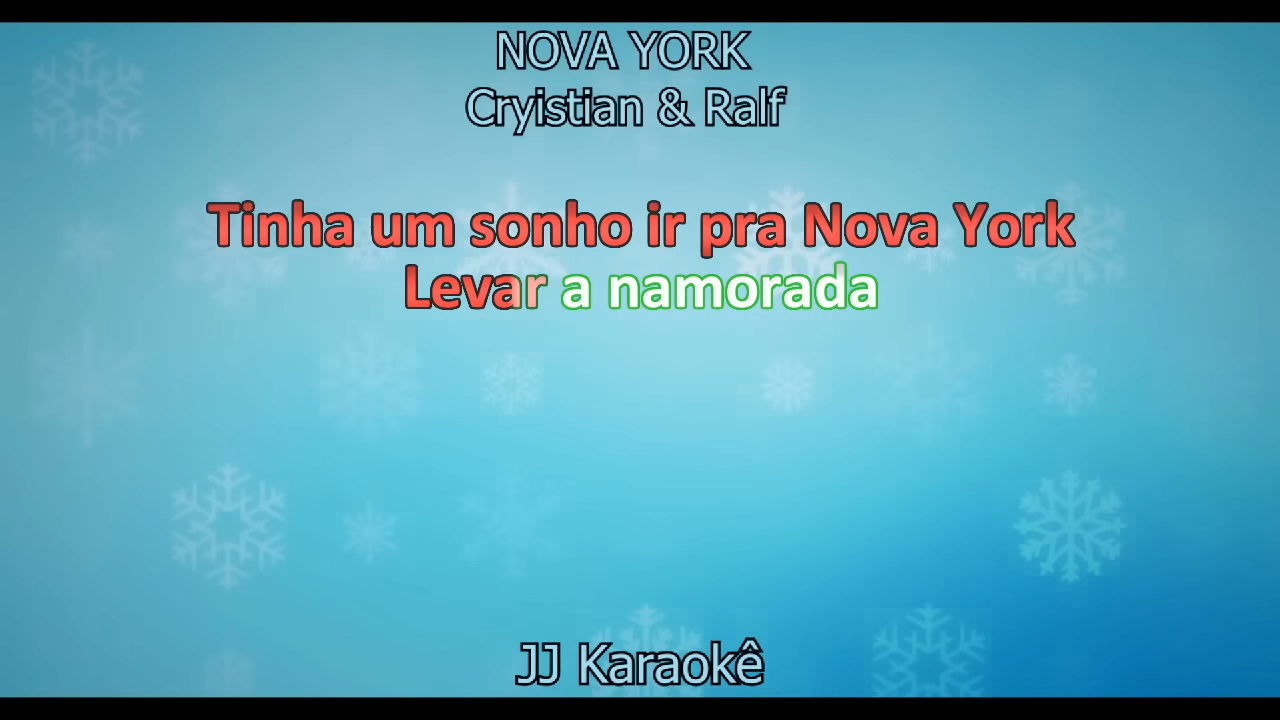 NOVA YORK
Cryistian & Ralf
Tinha um sonho ir pra Nova York
Levar a namorada
JJ Karaokê